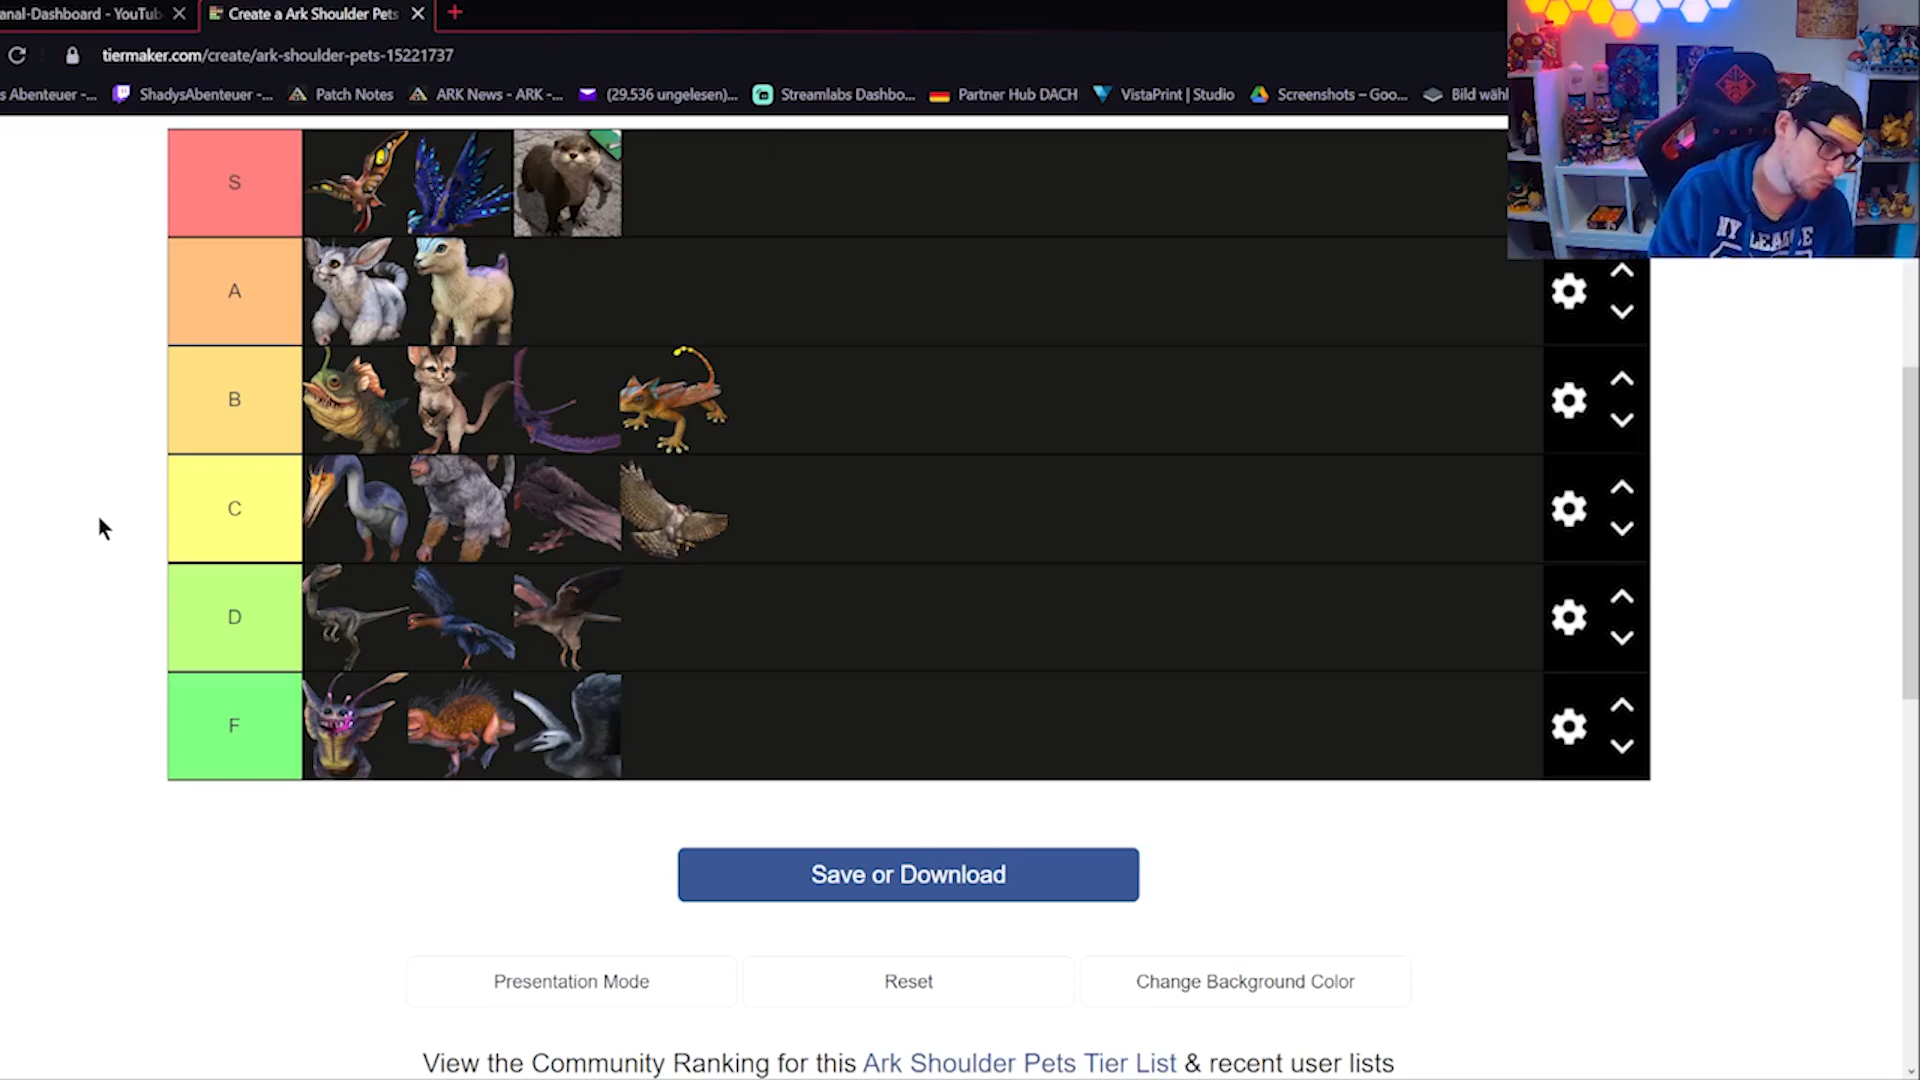 anal-Dashboard - YouTub
Create a Ark Shoulder Pets
tiermaker.com/create/ark-shoulder-pets-15221737
s Abenteuer -... ShadysAbenteuer -... Patch Notes ARK News - ARK -... (29.536 ungelesen)... Streamlabs Dashbo... Partner Hub DACH VistaPrint | Studio Screenshots – Goo... Bild wähl
S
A
B
C
D
F
NY LEAGUE
Save or Download
Presentation Mode Reset Change Background Color
View the Community Ranking for this Ark Shoulder Pets Tier List & recent user lists